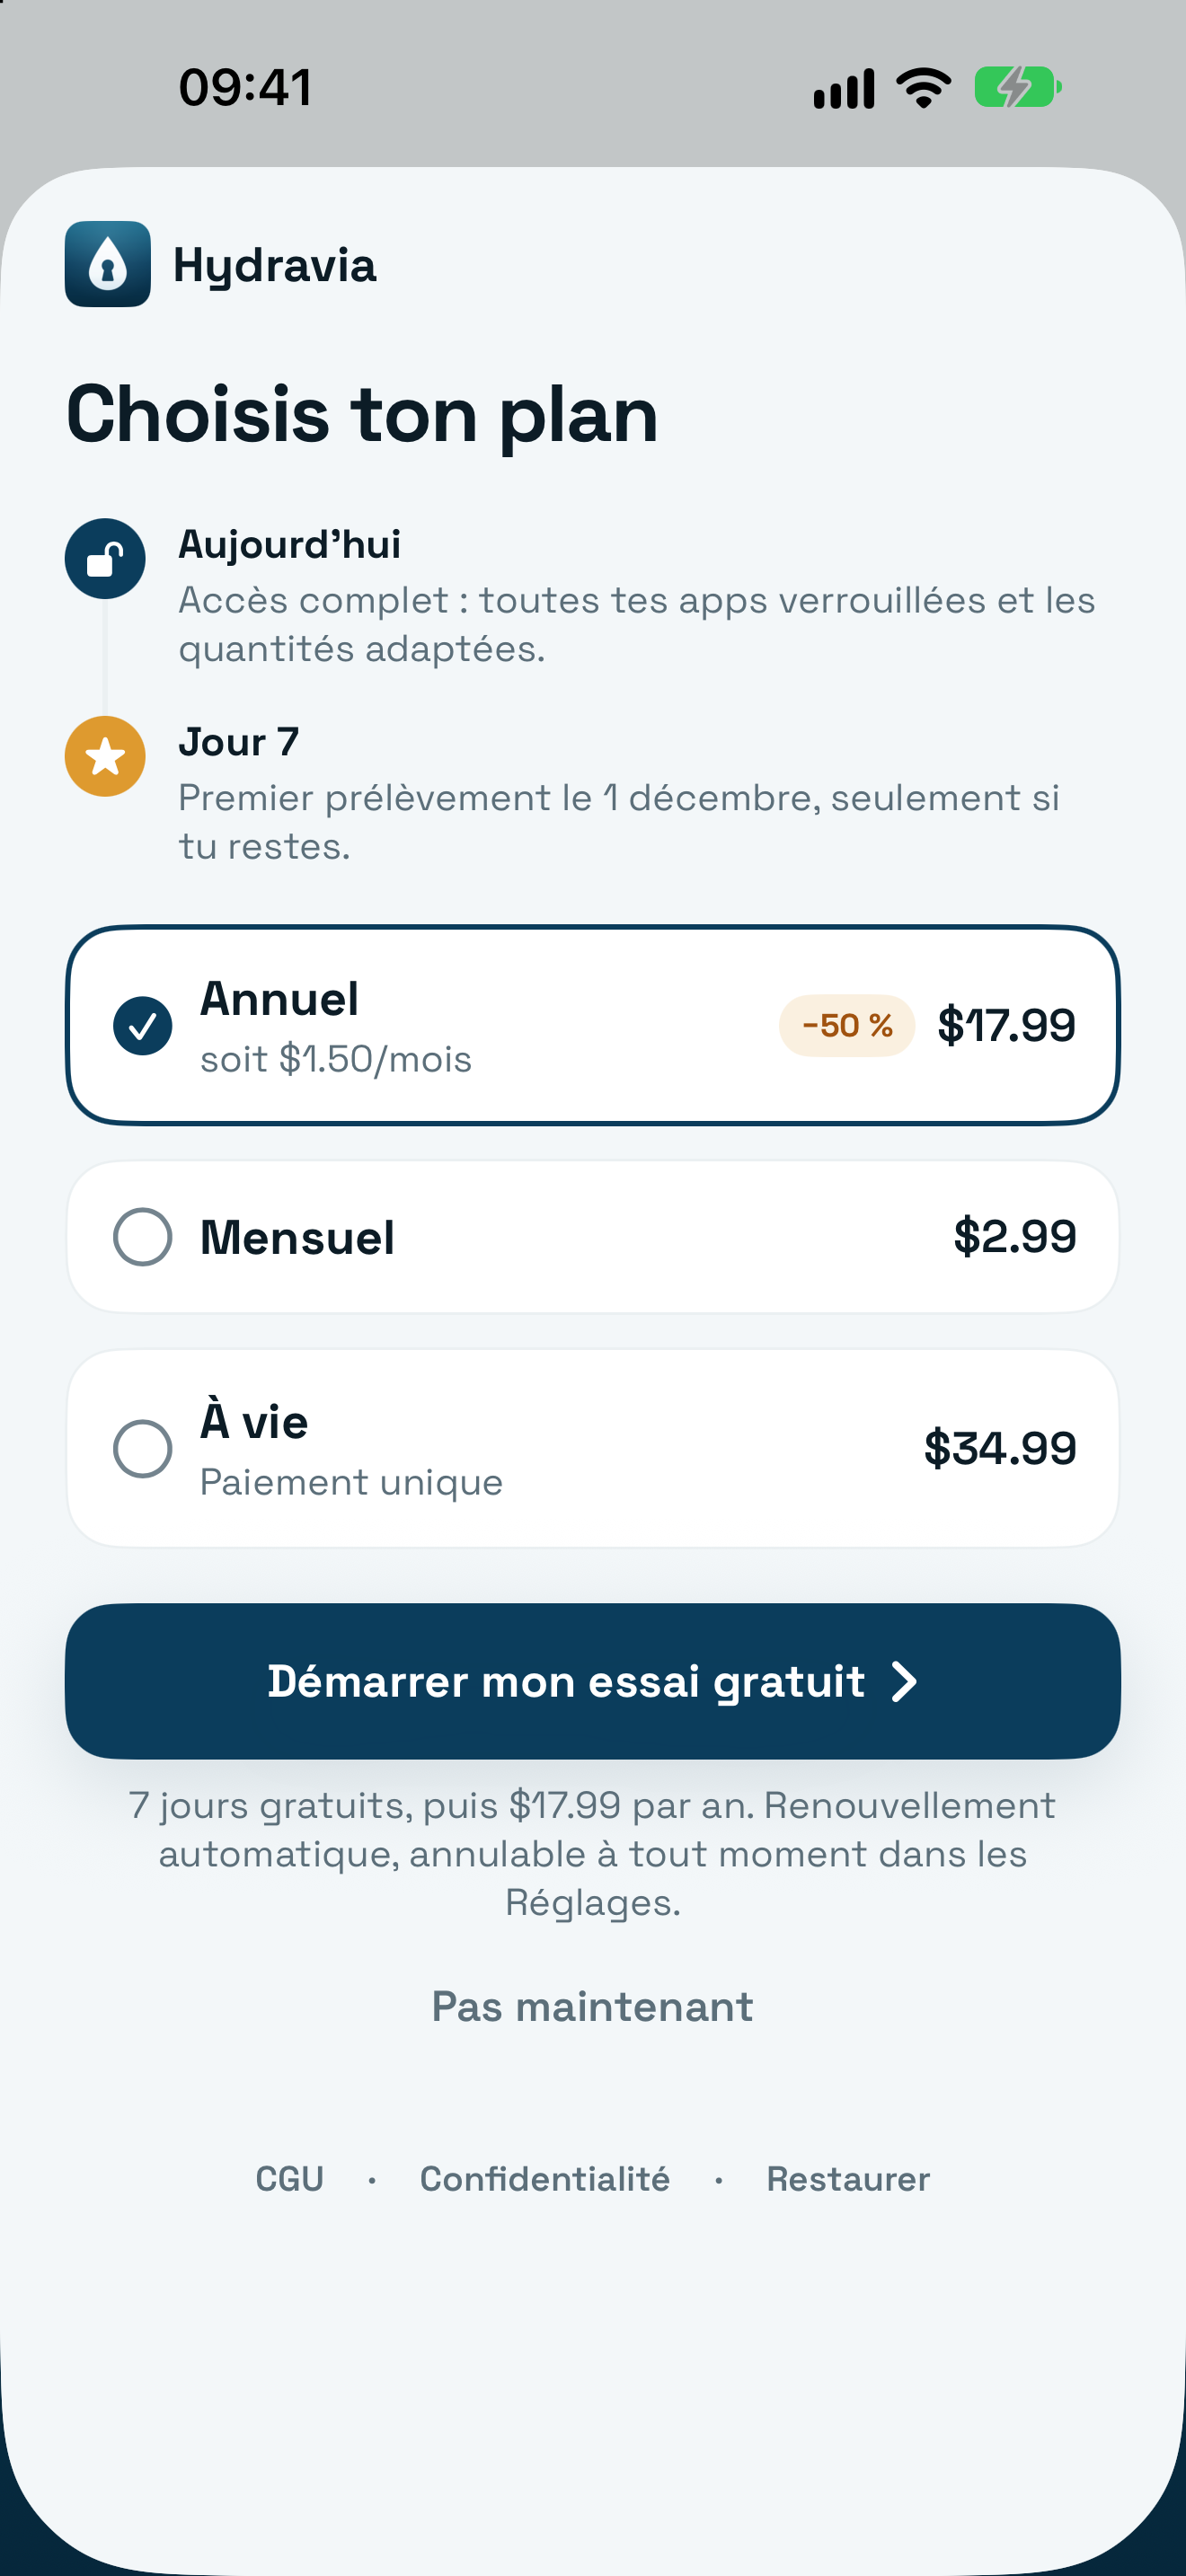 09:41
Hydravia
Choisis ton plan
Aujourd’hui
Accès complet : toutes tes apps verrouillées et les
quantités adaptées.
Jour 7
Premier prélèvement le 1 décembre, seulement si
tu restes.
Annuel
soit $1.50/mois
−50 %
$17.99
Mensuel
$2.99
À vie
Paiement unique
$34.99
Démarrer mon essai gratuit
7 jours gratuits, puis $17.99 par an. Renouvellement
automatique, annulable à tout moment dans les
Réglages.
Pas maintenant
CGU · Confidentialité · Restaurer